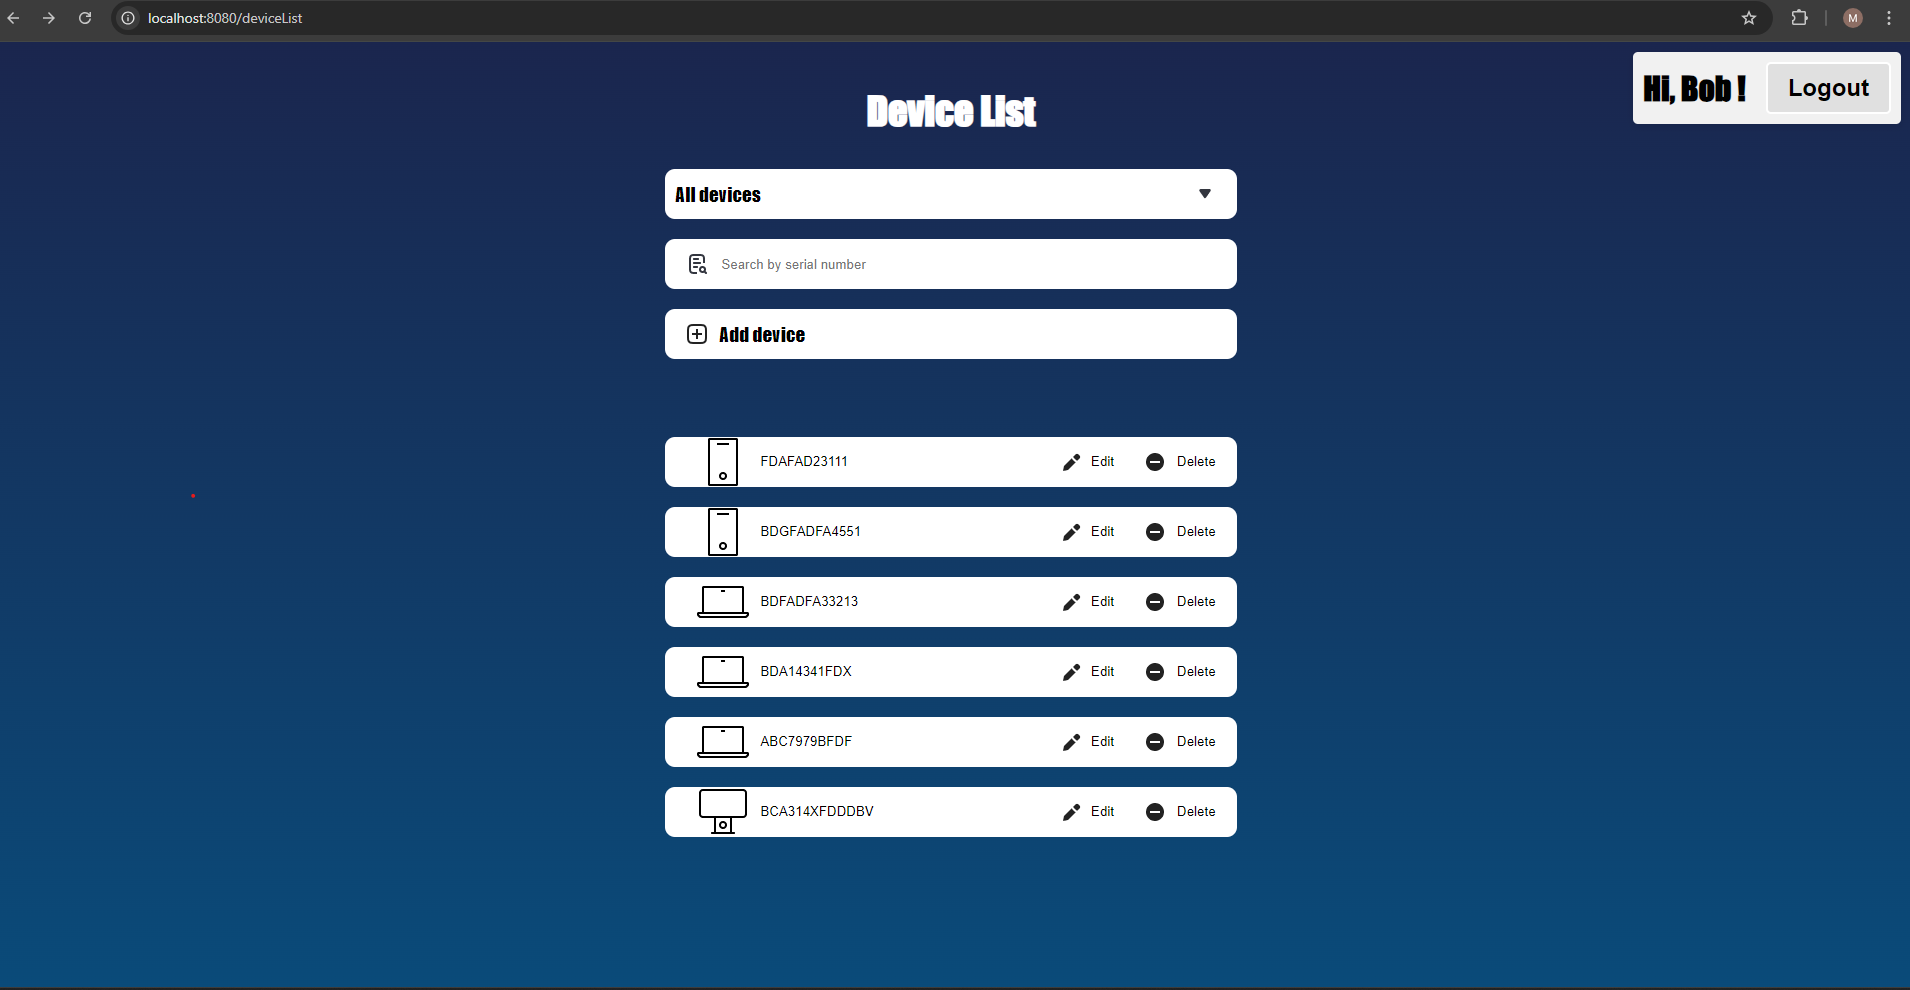 localhost:8080/deviceList
M
Hi, Bob !
Logout
Device List
All devices
Search by serial number
Add device
FDAFAD23111 Edit Delete
BDGFADFA4551 Edit Delete
BDFADFA33213 Edit Delete
BDA14341FDX Edit Delete
ABC7979BFDF Edit Delete
BCA314XFDDDBV Edit Delete